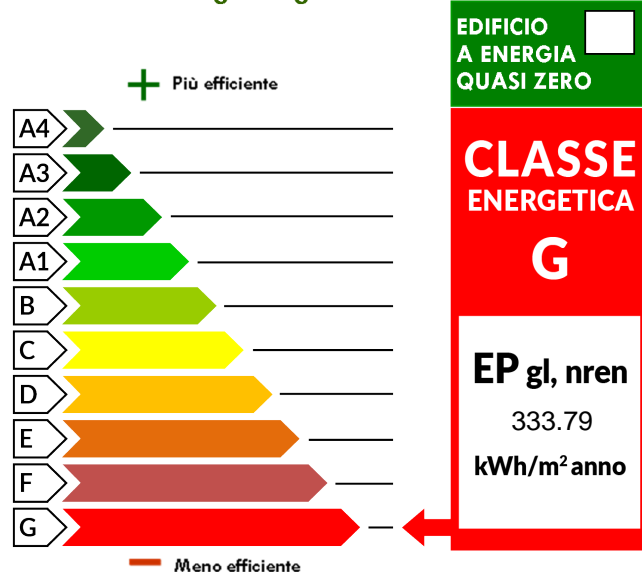 EDIFICIO
A ENERGIA
QUASI ZERO
Più efficiente
A4
A3
A2
A1
B
C
D
E
F
G
Meno efficiente
CLASSE
ENERGETICA
G
EP gl, nren
333.79
kWh/m² anno